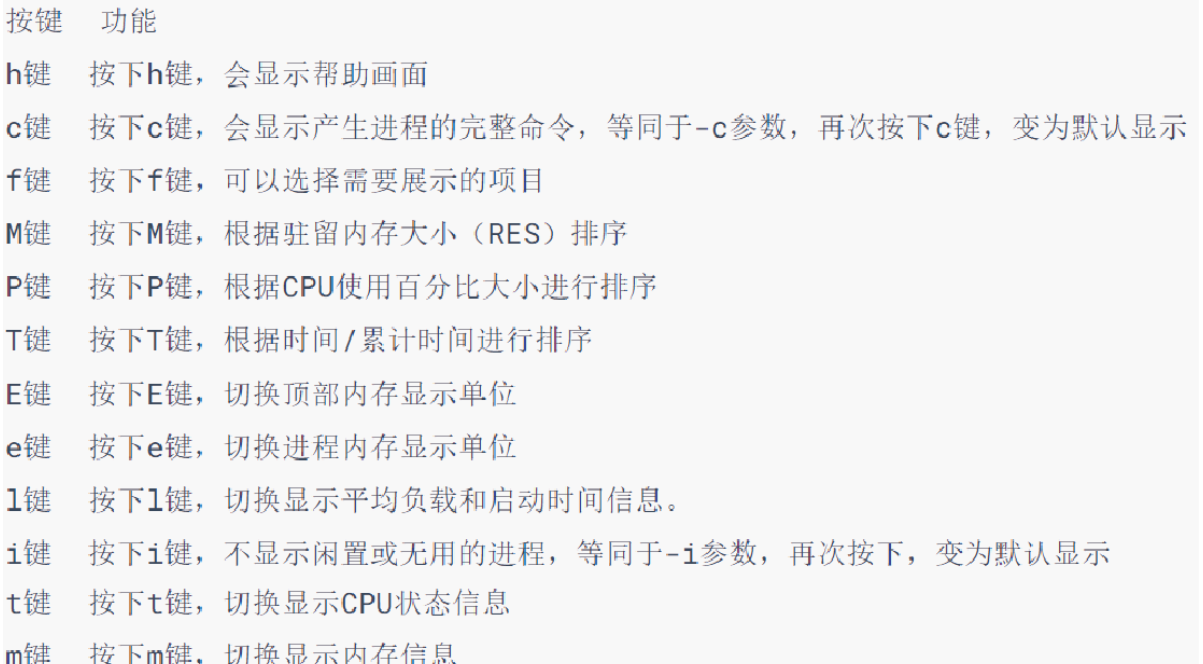 按键 功能
h键 按下h键，会显示帮助画面
c键 按下c键，会显示产生进程的完整命令，等同于-c参数，再次按下c键，变为默认显示
f键 按下f键，可以选择需要展示的项目
M键 按下M键，根据驻留内存大小（RES）排序
P键 按下P键，根据CPU使用百分比大小进行排序
T键 按下T键，根据时间/累计时间进行排序
E键 按下E键，切换顶部内存显示单位
e键 按下e键，切换进程内存显示单位
l键 按下l键，切换显示平均负载和启动时间信息。
i键 按下i键，不显示闲置或无用的进程，等同于-i参数，再次按下，变为默认显示
t键 按下t键，切换显示CPU状态信息
m键 按下m键，切换显示内存信息